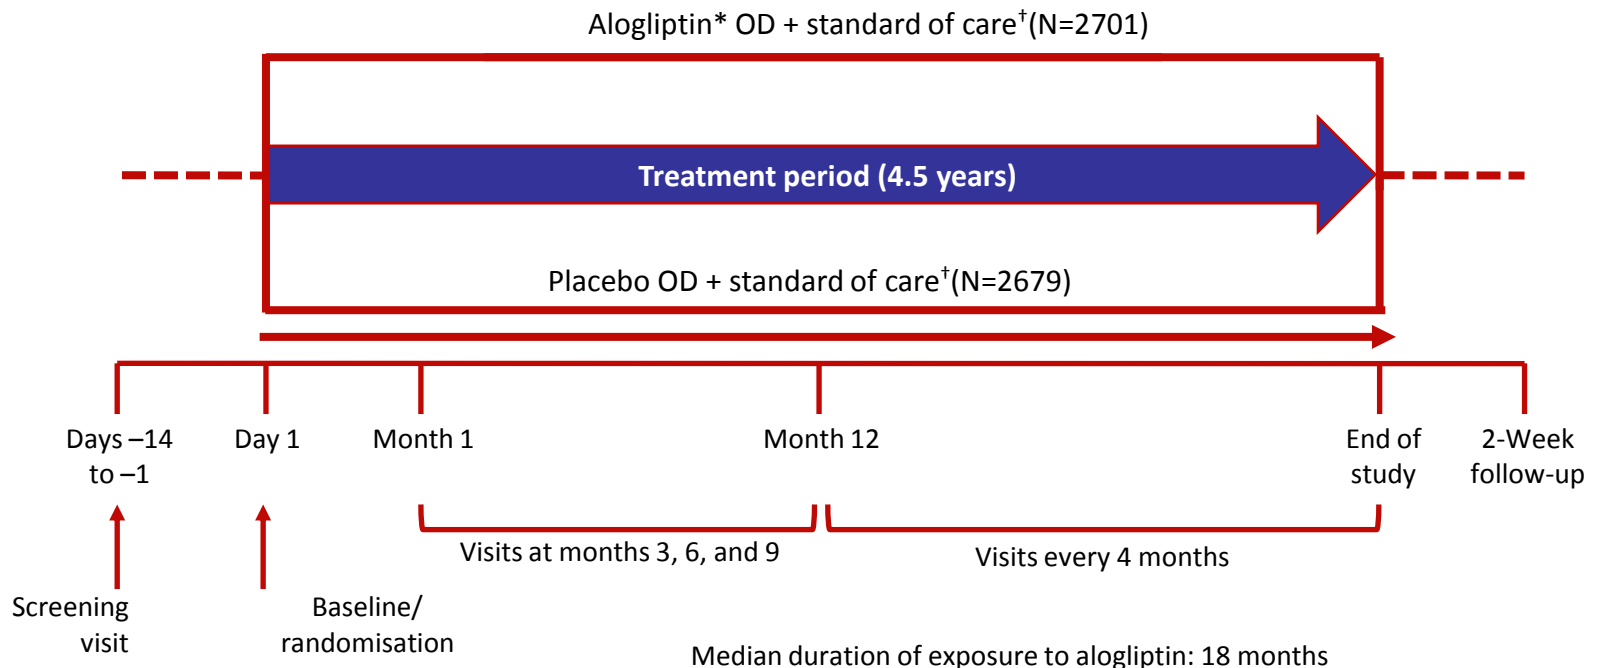 Alogliptin* OD + standard of care†(N=2701)
Treatment period (4.5 years)
Placebo OD + standard of care†(N=2679)
Days –14
to –1
Day 1
Month 1
Month 12
End of
study
2-Week
follow-up
Visits at months 3, 6, and 9
Visits every 4 months
Screening
visit
Baseline/
randomisation
Median duration of exposure to alogliptin: 18 months